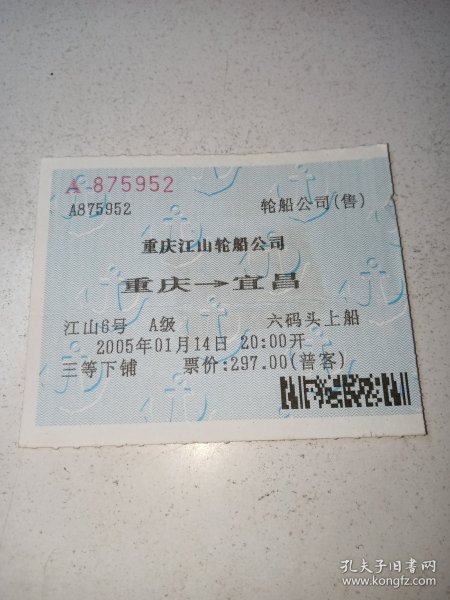 A 875952
A875952 轮船公司(售)
重庆江山轮船公司
重庆→宜昌
江山6号 A级 六码头上船
2005年01月14日 20:00开
三等下铺 票价:297.00(普客)
孔夫子旧书网
www.kongfz.com